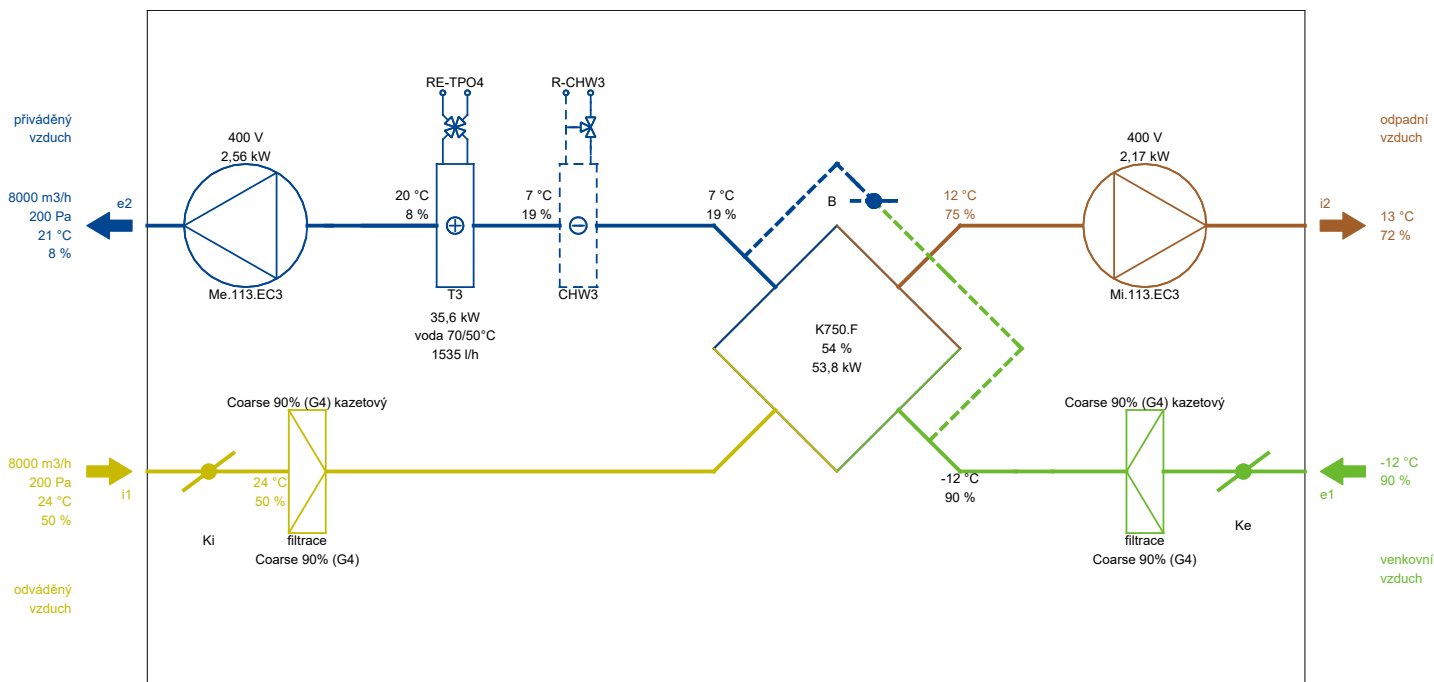 RE-TPO4
R-CHW3
přiváděný
vzduch
400 V
2,56 kW
odpadní
vzduch
400 V
2,17 kW
8000 m3/h
200 Pa
21 °C
8 %
e2
20 °C
8 %
7 °C
19 %
7 °C
19 %
B
12 °C
75 %
i2
13 °C
72 %
Me.113.EC3
T3
CHW3
Mi.113.EC3
35,6 kW
voda 70/50°C
1535 l/h
K750.F
54 %
53,8 kW
Coarse 90% (G4) kazetový
Coarse 90% (G4) kazetový
8000 m3/h
200 Pa
24 °C
50 %
i1
24 °C
50 %
-12 °C
90 %
-12 °C
90 %
e1
Ki
filtrace
Coarse 90% (G4)
filtrace
Coarse 90% (G4)
Ke
odváděný
vzduch
venkovní
vzduch